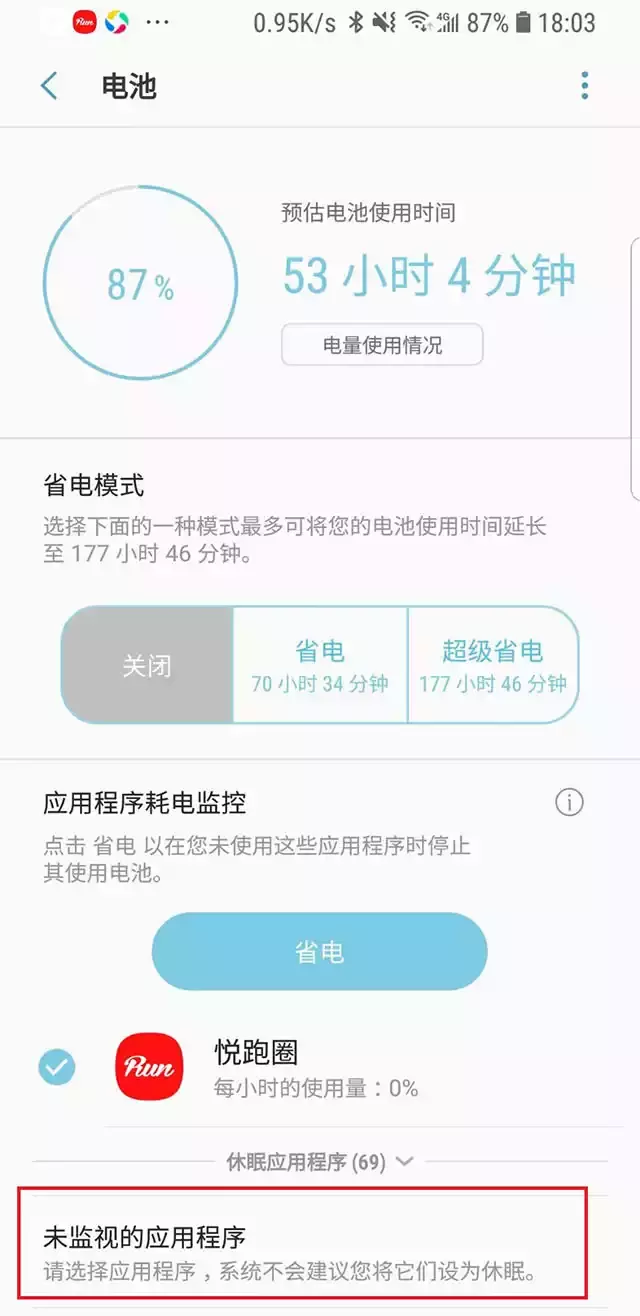 Run
0.95K/s 4G 87% 18:03
电池
87%
预估电池使用时间
53 小时 4 分钟
电量使用情况
省电模式
选择下面的一种模式最多可将您的电池使用时间延长
至 177 小时 46 分钟。
关闭
省电
70 小时 34 分钟
超级省电
177 小时 46 分钟
应用程序耗电监控
点击 省电 以在您未使用这些应用程序时停止
其使用电池。
省电
Run
悦跑圈
每小时的使用量：0%
休眠应用程序 (69)
未监视的应用程序
请选择应用程序，系统不会建议您将它们设为休眠。